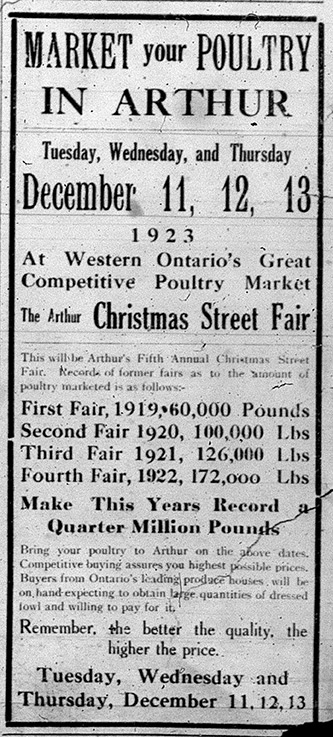 MARKET your POULTRY
IN ARTHUR
Tuesday, Wednesday, and Thursday
December 11, 12, 13
1923
At Western Ontario's Great
Competitive Poultry Market
The Arthur Christmas Street Fair
This will be Arthur's Fifth Annual Christmas Street
Fair. Records of former fairs as to the amount of
poultry marketed is as follows:-
First Fair, 1919, 60,000 Pounds
Second Fair 1920, 100,000 Lbs
Third Fair 1921, 126,000 Lbs
Fourth Fair, 1922, 172,000 Lbs
Make This Years Record a
Quarter Million Pounds
Bring your poultry to Arthur on the above dates.
Competitive buying assures you highest possible prices.
Buyers from Ontario's leading produce houses will be
on hand expecting to obtain large quantities of dressed
fowl and willing to pay for it.
Remember, the better the quality, the
higher the price.
Tuesday, Wednesday and
Thursday, December 11, 12, 13